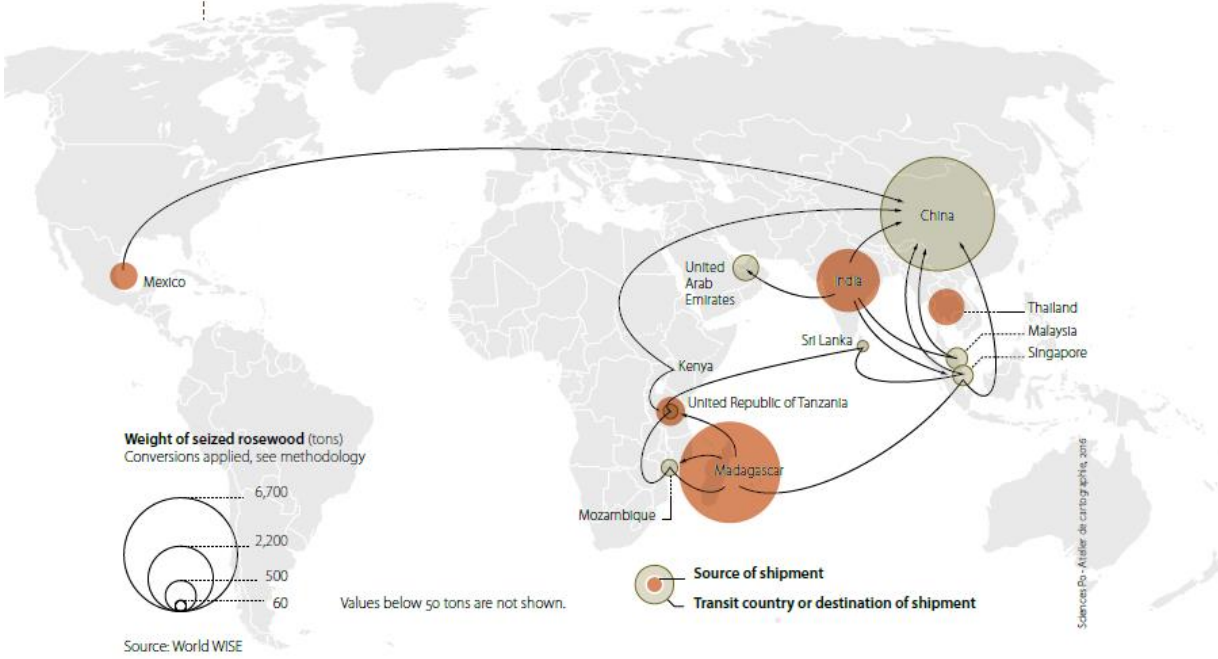 China
United
Arab
Emirates
India
Mexico
Thailand
Malaysia
Sri Lanka
Singapore
Kenya
United Republic of Tanzania
Madagascar
Mozambique
Weight of seized rosewood (tons)
Conversions applied, see methodology
6,700
2,200
500
60
Values below 50 tons are not shown.
Source: World WISE
Source of shipment
Transit country or destination of shipment
Sciences Po - Atelier de cartographie, 2016